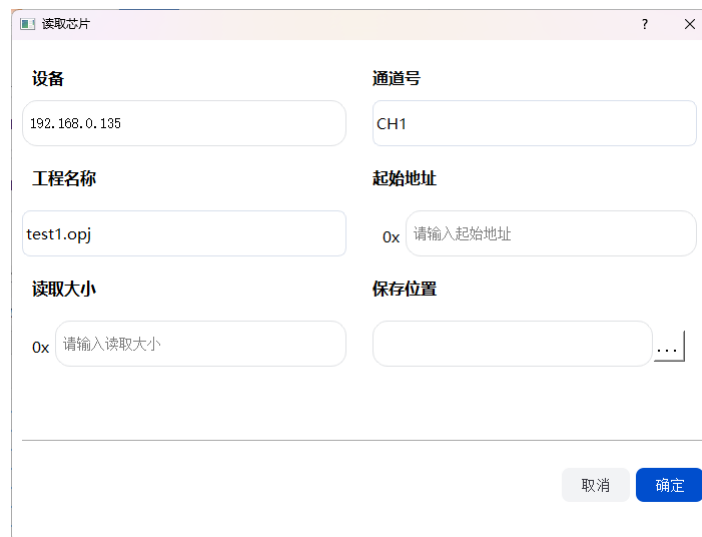 读取芯片
?
设备
通道号
192.168.0.135
CH1
工程名称
起始地址
test1.opj
0x 请输入起始地址
读取大小
保存位置
0x 请输入读取大小
...
取消
确定